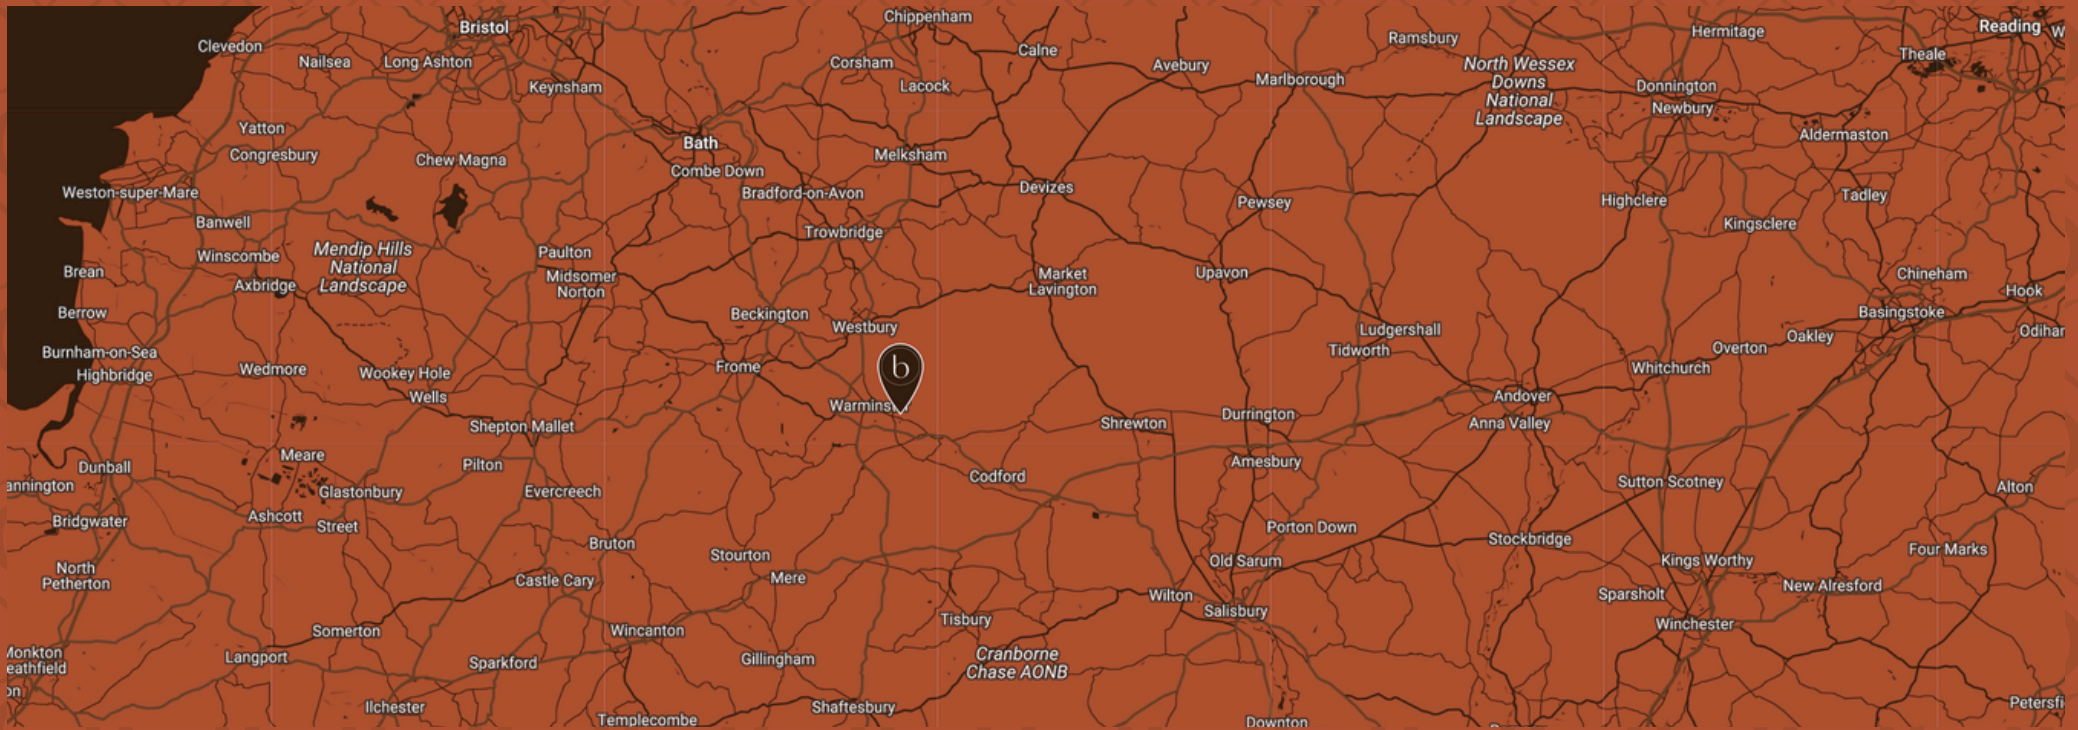 Chippenham
Bristol
Reading
Clevedon
Nailsea
Long Ashton
Keynsham
Corsham
Lacock
Calne
Avebury
Marlborough
Ramsbury
North Wessex
Downs
National
Landscape
Hermitage
Theale
W
Donnington
Newbury
Aldermaston
Yatton
Congresbury
Chew Magna
Bath
Combe Down
Melksham
Bradford-on-Avon
Devizes
Weston-super-Mare
Banwell
Pewsey
Highclere
Tadley
Kingsclere
Trowbridge
Winscombe
Mendip Hills
National
Landscape
Paulton
Midsomer
Norton
Brean
Axbridge
Berrow
Market
Lavington
Upavon
Chineham
Hook
Basingstoke
Odihar
Beckington
Westbury
Ludgershall
Tidworth
Oakley
Overton
Whitchurch
Burnham-on-Sea
Highbridge
Wedmore
Wookey Hole
Wells
Frome
b
Warminst
Andover
Anna Valley
Shepton Mallet
Shrewton
Durrington
Amesbury
Meare
Dunball
annington
Pilton
Glastonbury
Evercreech
Codford
Sutton Scotney
Alton
Bridgwater
Ashcott
Street
Porton Down
Stockbridge
Bruton
Stourton
Mere
Old Sarum
Kings Worthy
Four Marks
North
Petherton
Castle Cary
Wilton
Salisbury
Sparsholt
New Alresford
Winchester
Somerton
Wincanton
Tisbury
Langport
Sparkford
Gillingham
Cranborne
Chase AONB
Monkton
eathfield
on
Ilchester
Templecombe
Shaftesbury
Downton
Petersfi